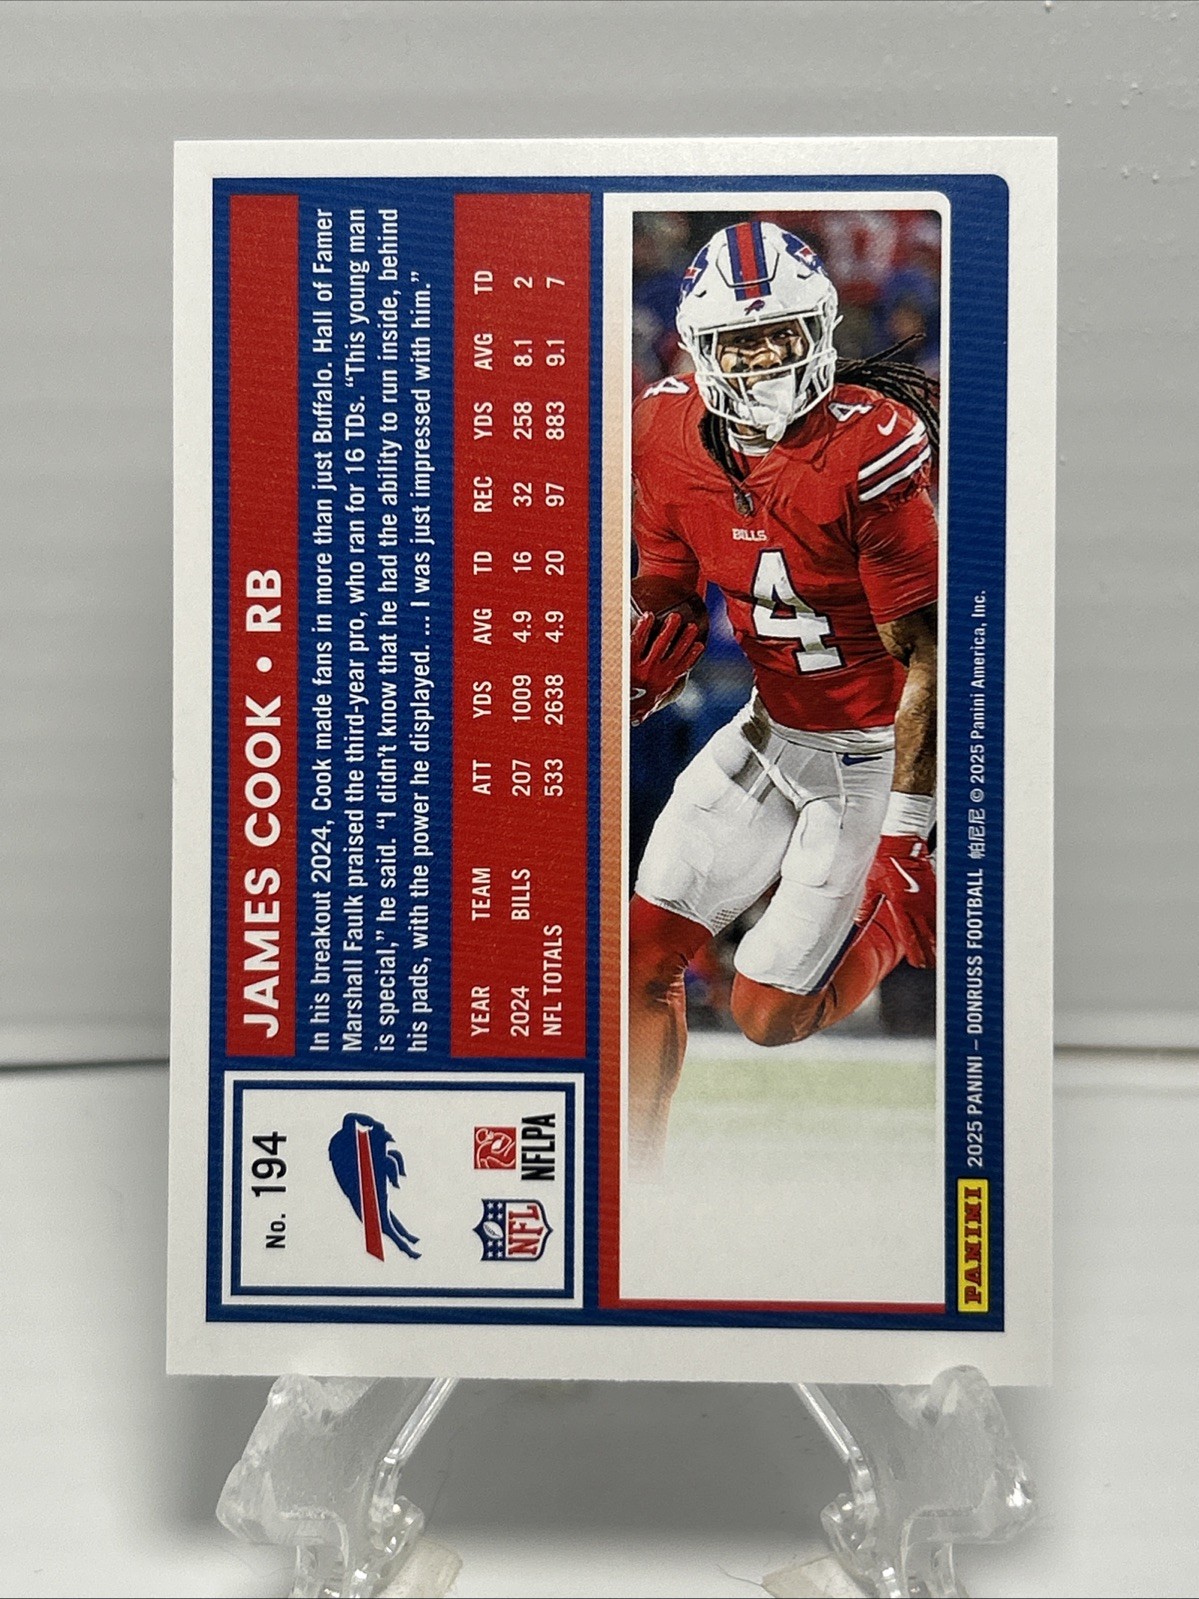 No. 194
NFL
NFLPA
JAMES COOK • RB
In his breakout 2024, Cook made fans in more than just Buffalo. Hall of Famer
Marshall Faulk praised the third-year pro, who ran for 16 TDs. “This young man
is special,” he said. “I didn’t know that he had the ability to run inside, behind
his pads, with the power he displayed. ... I was just impressed with him.”
YEAR TEAM ATT YDS AVG TD REC YDS AVG TD
2024 BILLS 207 1009 4.9 16 32 258 8.1 2
NFL TOTALS 533 2638 4.9 20 97 883 9.1 7
4
4
BILLS
4
PANINI
2025 PANINI – DONRUSS FOOTBALL 帕尼尼 © 2025 Panini America, Inc.